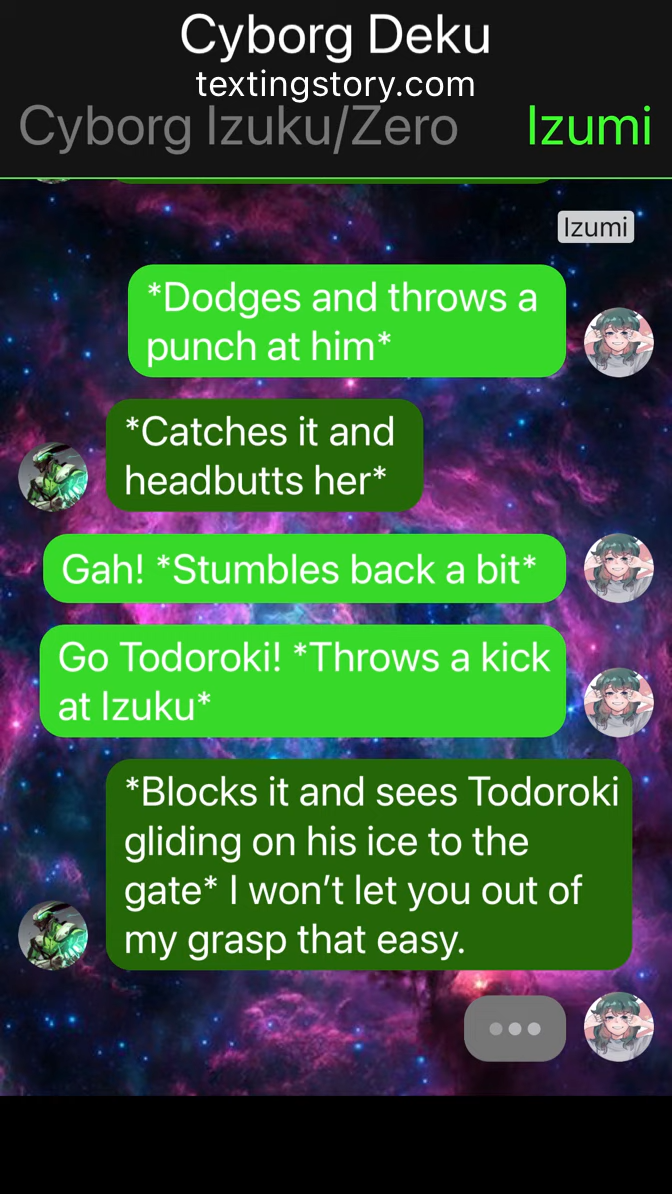 Cyborg Deku
textingstory.com
Cyborg Izuku/Zero Izumi
Izumi
*Dodges and throws a
punch at him*
*Catches it and
headbutts her*
Gah! *Stumbles back a bit*
Go Todoroki! *Throws a kick
at Izuku*
*Blocks it and sees Todoroki
gliding on his ice to the
gate* I won’t let you out of
my grasp that easy.